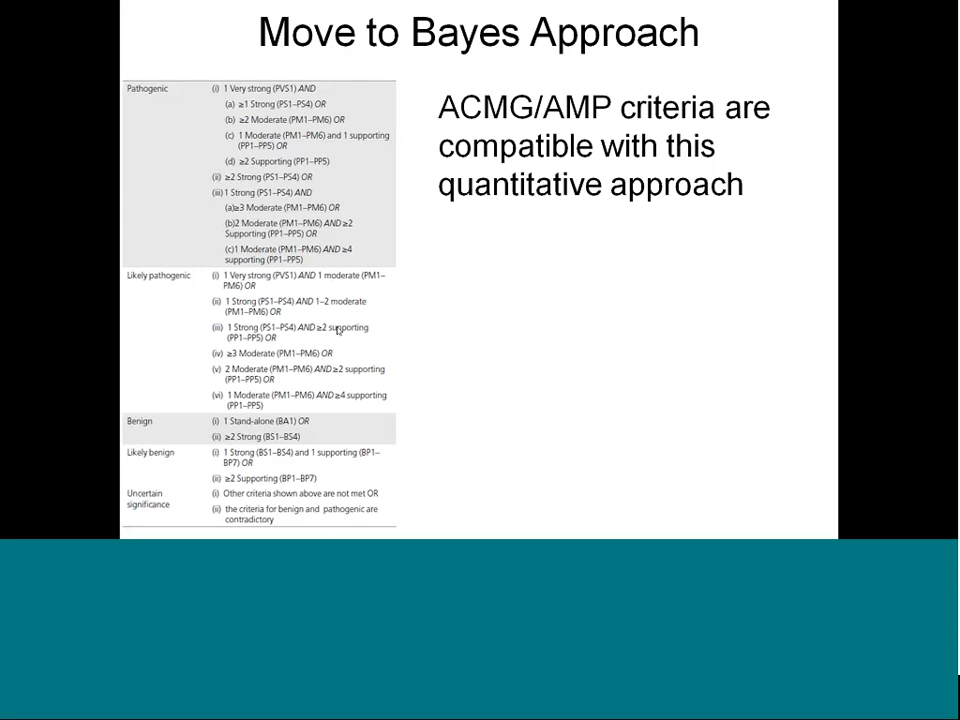 Move to Bayes Approach
Pathogenic
(i) 1 Very strong (PVS1) AND
(a) ≥1 Strong (PS1–PS4) OR
(b) ≥2 Moderate (PM1–PM6) OR
(c) 1 Moderate (PM1–PM6) and 1 supporting
(PP1–PP5) OR
(d) ≥2 Supporting (PP1–PP5)
(ii) ≥2 Strong (PS1–PS4) OR
(iii) 1 Strong (PS1–PS4) AND
(a)≥3 Moderate (PM1–PM6) OR
(b)2 Moderate (PM1–PM6) AND ≥2
Supporting (PP1–PP5) OR
(c)1 Moderate (PM1–PM6) AND ≥4
supporting (PP1–PP5)
Likely pathogenic
(i) 1 Very strong (PVS1) AND 1 moderate (PM1–
PM6) OR
(ii) 1 Strong (PS1–PS4) AND 1–2 moderate
(PM1–PM6) OR
(iii) 1 Strong (PS1–PS4) AND ≥2 supporting
(PP1–PP5) OR
(iv) ≥3 Moderate (PM1–PM6) OR
(v) 2 Moderate (PM1–PM6) AND ≥2 supporting
(PP1–PP5) OR
(vi) 1 Moderate (PM1–PM6) AND ≥4 supporting
(PP1–PP5)
Benign
(i) 1 Stand-alone (BA1) OR
(ii) ≥2 Strong (BS1–BS4)
Likely benign
(i) 1 Strong (BS1–BS4) and 1 supporting (BP1–
BP7) OR
(ii) ≥2 Supporting (BP1–BP7)
Uncertain
significance
(i) Other criteria shown above are not met OR
(ii) the criteria for benign and pathogenic are
contradictory
ACMG/AMP criteria are
compatible with this
quantitative approach